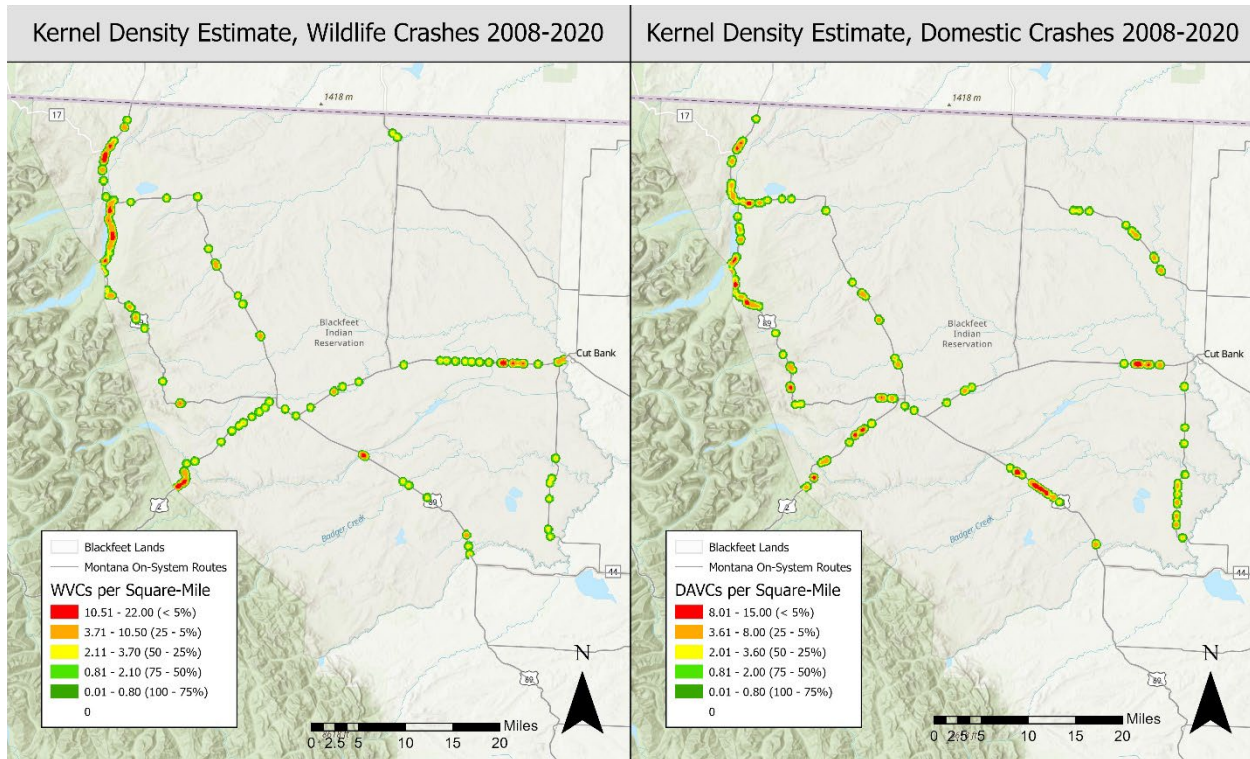 Kernel Density Estimate, Wildlife Crashes 2008-2020
1418 m
17
89
Blackfeet
Indian
Reservation
Cut Bank
2
89
Badger Creek
44
89
Blackfeet Lands
Montana On-System Routes
WVCs per Square-Mile
10.51 - 22.00 (< 5%)
3.71 - 10.50 (25 - 5%)
2.11 - 3.70 (50 - 25%)
0.81 - 2.10 (75 - 50%)
0.01 - 0.80 (100 - 75%)
0
N
Miles
0 2.5 5 10 15 20
Kernel Density Estimate, Domestic Crashes 2008-2020
1418 m
17
89
Blackfeet
Indian
Reservation
Cut Bank
2
Badger Creek
44
89
Blackfeet Lands
Montana On-System Routes
DAVCs per Square-Mile
8.01 - 15.00 (< 5%)
3.61 - 8.00 (25 - 5%)
2.01 - 3.60 (50 - 25%)
0.81 - 2.00 (75 - 50%)
0.01 - 0.80 (100 - 75%)
0
N
Miles
0 2.5 5 10 15 20